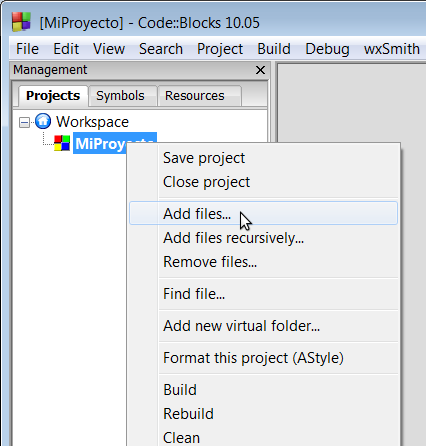 [MiProyecto] - Code::Blocks 10.05
File Edit View Search Project Build Debug wxSmith
Management
Projects Symbols Resources
Workspace
MiProyecto
Save project
Close project
Add files...
Add files recursively...
Remove files...
Find file...
Add new virtual folder...
Format this project (AStyle)
Build
Rebuild
Clean